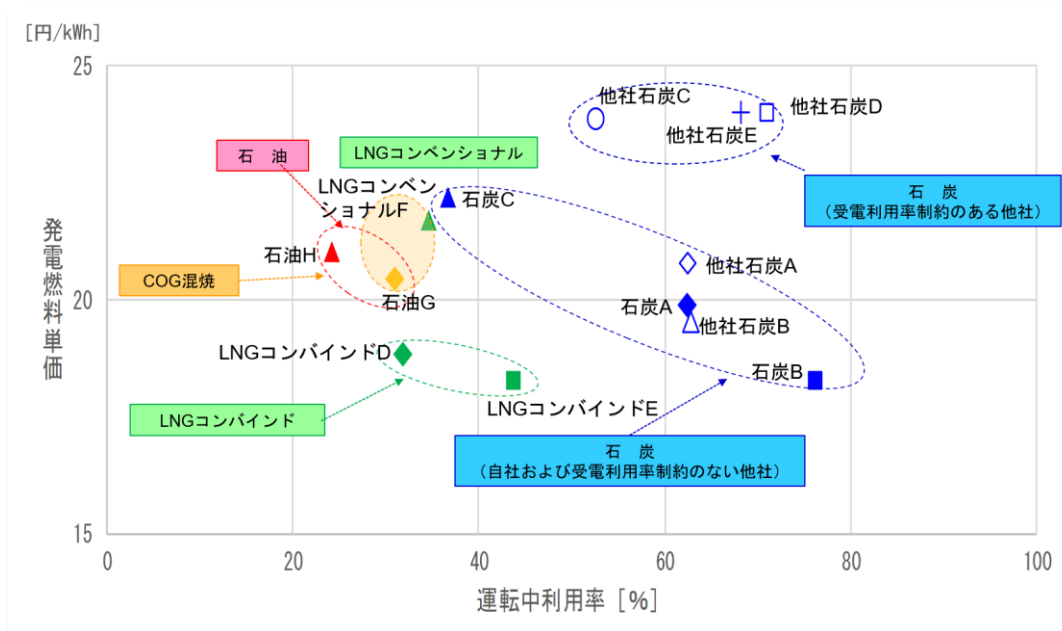 [円/kWh]
25
20
15
0
20
40
60
80
100
発電燃料単価
運転中利用率［%］
他社石炭C
他社石炭D
他社石炭E
石　油
LNGコンベンショナル
LNGコンベン
ショナルF
石炭C
石　炭
（受電利用率制約のある他社）
石油H
COG混焼
石油G
他社石炭A
石炭A
他社石炭B
LNGコンバインドD
石炭B
LNGコンバインドE
LNGコンバインド
石　炭
（自社および受電利用率制約のない他社）